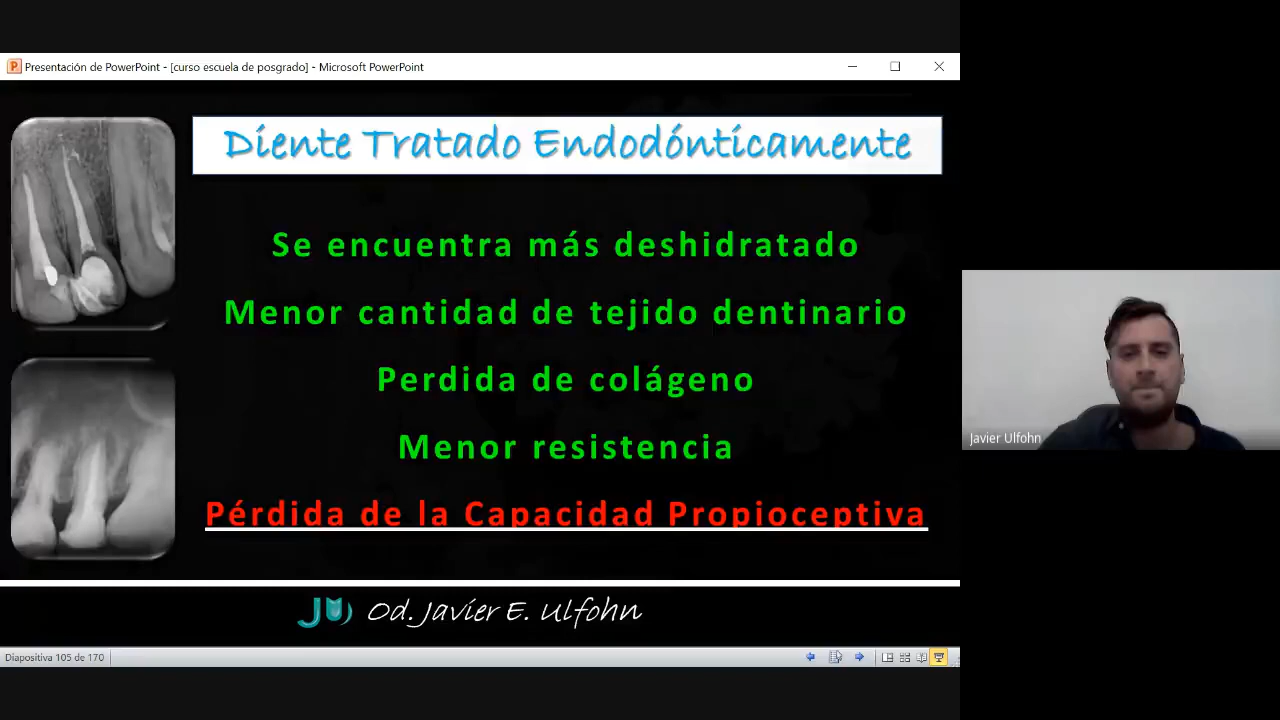 Presentación de PowerPoint - [curso escuela de posgrado] - Microsoft PowerPoint
Diente Tratado Endodónticamente
Se encuentra más deshidratado
Menor cantidad de tejido dentinario
Perdida de colágeno
Menor resistencia
Pérdida de la Capacidad Propioceptiva
JU Od. Javier E. Ulfohn
Diapositiva 105 de 170
Javier Ulfohn